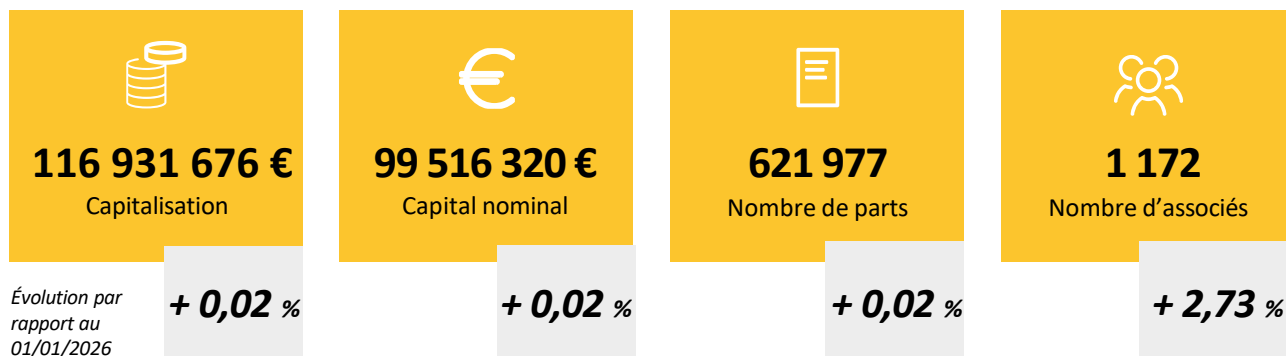 116 931 676 €
Capitalisation
99 516 320 €
Capital nominal
621 977
Nombre de parts
1 172
Nombre d’associés
Évolution par
rapport au
01/01/2026
+ 0,02 %
+ 0,02 %
+ 0,02 %
+ 2,73 %